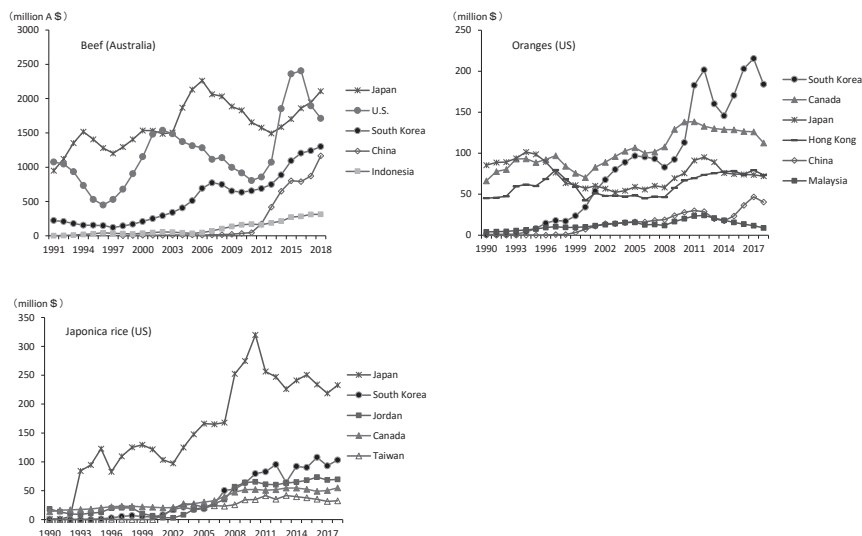 (million A$)
Beef (Australia)
3000
2500
2000
1500
1000
500
0
1991 1994 1997 2000 2003 2006 2009 2012 2015 2018
Japan
U.S.
South Korea
China
Indonesia
(million $)
Oranges (US)
250
200
150
100
50
0
1990 1993 1996 1999 2002 2005 2008 2011 2014 2017
South Korea
Canada
Japan
Hong Kong
China
Malaysia
(million $)
Japonica rice (US)
350
300
250
200
150
100
50
0
1990 1993 1996 1999 2002 2005 2008 2011 2014 2017
Japan
South Korea
Jordan
Canada
Taiwan